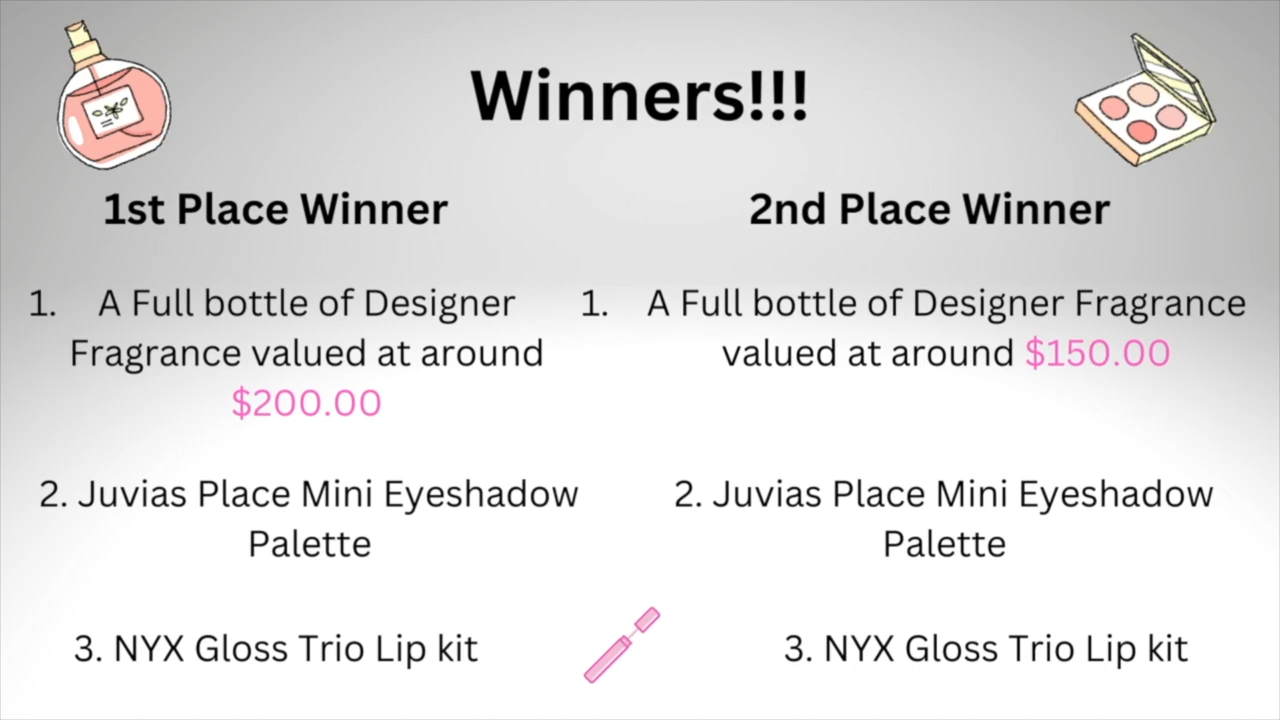 Winners!!!
1st Place Winner
1. A Full bottle of Designer
Fragrance valued at around
$200.00
2. Juvias Place Mini Eyeshadow
Palette
3. NYX Gloss Trio Lip kit
2nd Place Winner
1. A Full bottle of Designer Fragrance
valued at around $150.00
2. Juvias Place Mini Eyeshadow
Palette
3. NYX Gloss Trio Lip kit